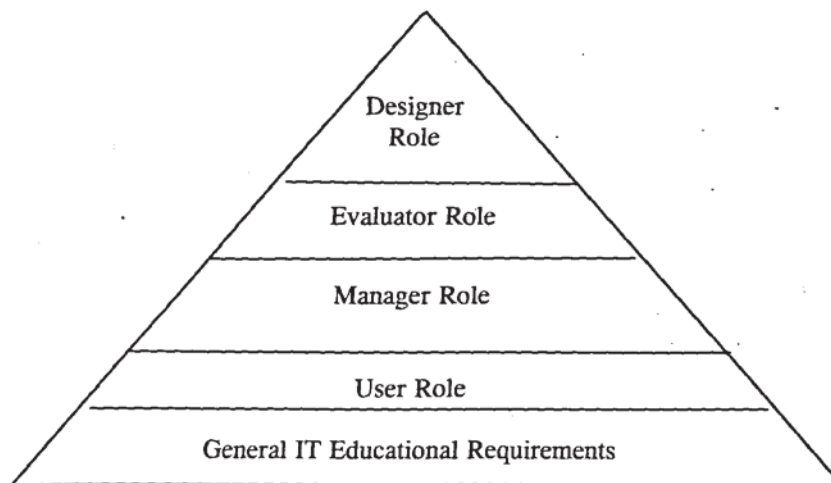 Designer
Role
Evaluator Role
Manager Role
User Role
General IT Educational Requirements